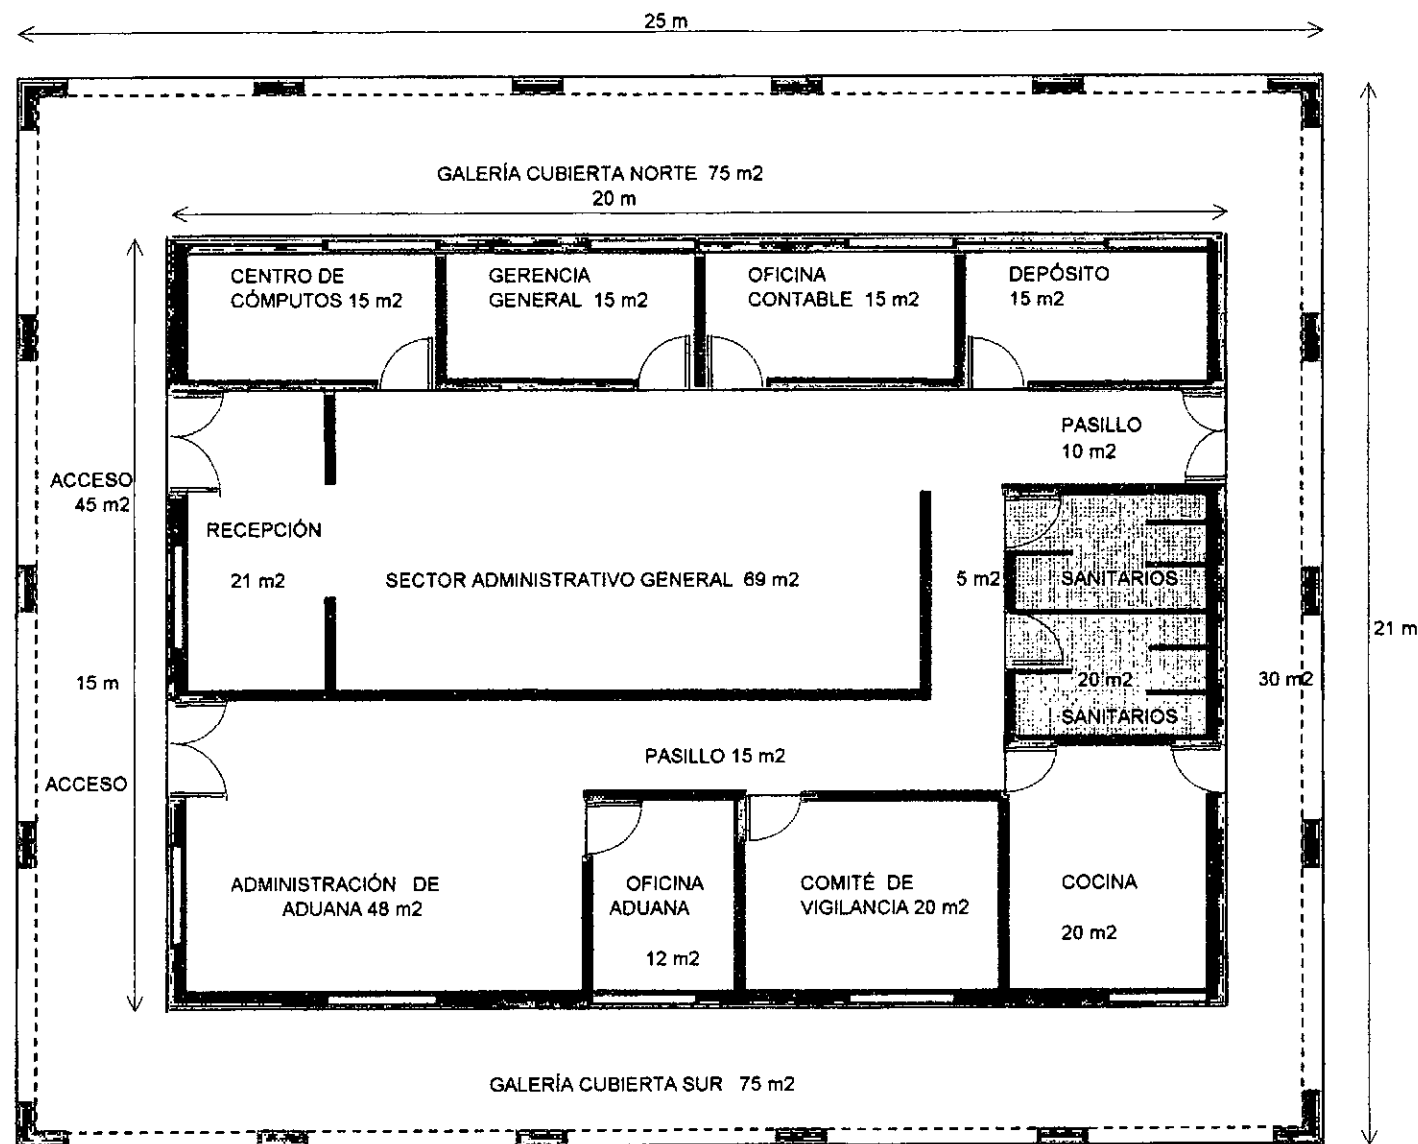 25 m
GALERÍA CUBIERTA NORTE 75 m2
20 m
CENTRO DE
CÓMPUTOS 15 m2
GERENCIA
GENERAL 15 m2
OFICINA
CONTABLE 15 m2
DEPÓSITO
15 m2
PASILLO
10 m2
ACCESO
45 m2
RECEPCIÓN
21 m2
SECTOR ADMINISTRATIVO GENERAL 69 m2
5 m2
SANITARIOS
21 m
15 m
20 m2
30 m2
SANITARIOS
PASILLO 15 m2
ACCESO
ADMINISTRACIÓN DE
ADUANA 48 m2
OFICINA
ADUANA
12 m2
COMITÉ DE
VIGILANCIA 20 m2
COCINA
20 m2
GALERÍA CUBIERTA SUR 75 m2